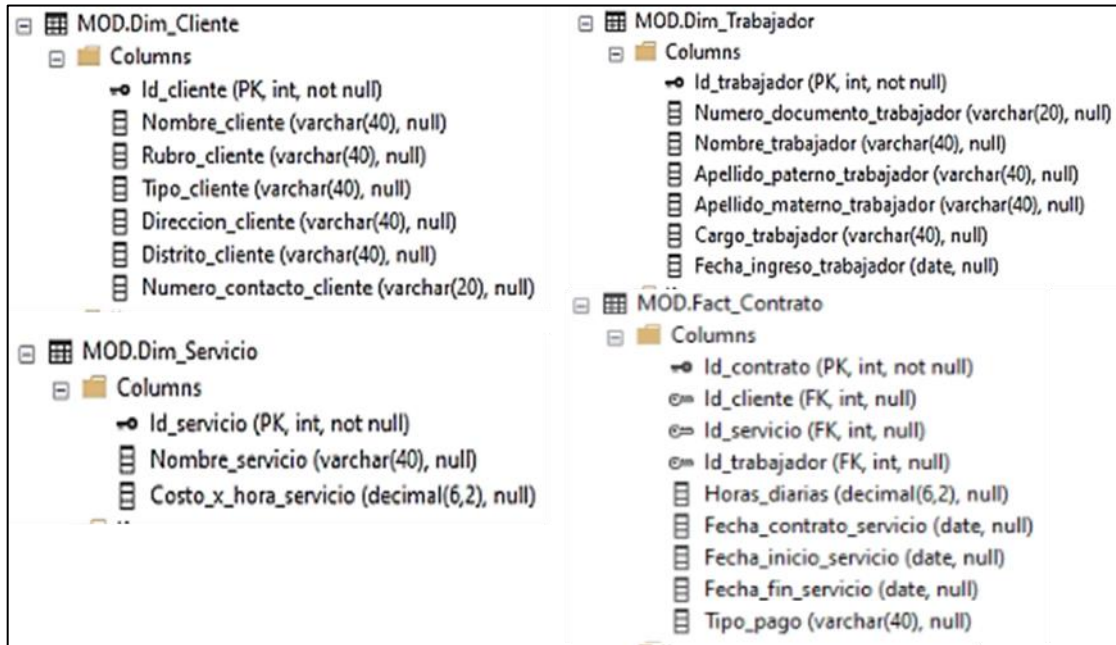 MOD.Dim_Cliente
Columns
Id_cliente (PK, int, not null)
Nombre_cliente (varchar(40), null)
Rubro_cliente (varchar(40), null)
Tipo_cliente (varchar(40), null)
Direccion_cliente (varchar(40), null)
Distrito_cliente (varchar(40), null)
Numero_contacto_cliente (varchar(20), null)
MOD.Dim_Servicio
Columns
Id_servicio (PK, int, not null)
Nombre_servicio (varchar(40), null)
Costo_x_hora_servicio (decimal(6,2), null)
MOD.Dim_Trabajador
Columns
Id_trabajador (PK, int, not null)
Numero_documento_trabajador (varchar(20), null)
Nombre_trabajador (varchar(40), null)
Apellido_paterno_trabajador (varchar(40), null)
Apellido_materno_trabajador (varchar(40), null)
Cargo_trabajador (varchar(40), null)
Fecha_ingreso_trabajador (date, null)
MOD.Fact_Contrato
Columns
Id_contrato (PK, int, not null)
Id_cliente (FK, int, null)
Id_servicio (FK, int, null)
Id_trabajador (FK, int, null)
Horas_diarias (decimal(6,2), null)
Fecha_contrato_servicio (date, null)
Fecha_inicio_servicio (date, null)
Fecha_fin_servicio (date, null)
Tipo_pago (varchar(40), null)